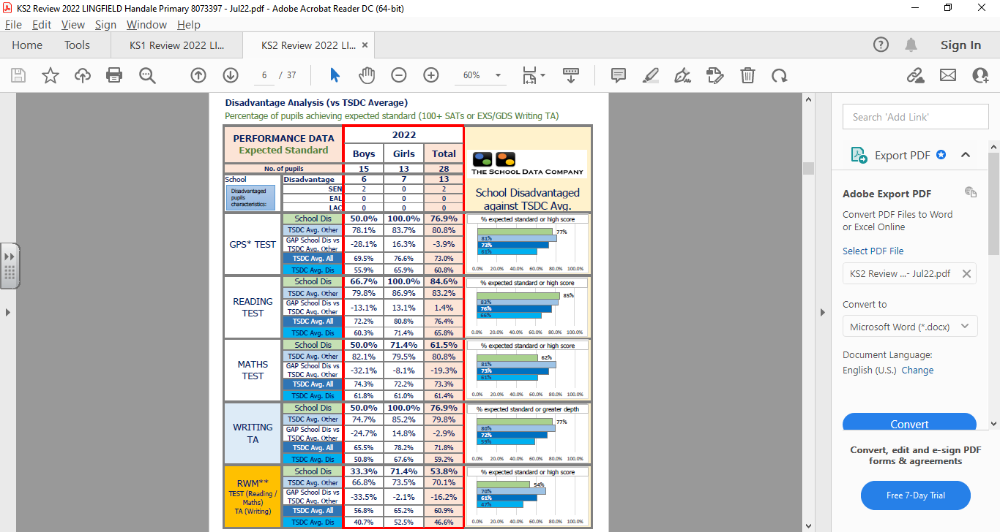 KS2 Review 2022 LINGFIELD Handale Primary 8073397 - Jul22.pdf - Adobe Acrobat Reader DC (64-bit)
File Edit View Sign Window Help
Home Tools KS1 Review 2022 LI... KS2 Review 2022 LI... × Sign In
6 / 37 60%
Disadvantage Analysis (vs TSDC Average)
Percentage of pupils achieving expected standard (100+ SATs or EXS/GDS Writing TA)
PERFORMANCE DATA
Expected Standard
2022
Boys Girls Total
No. of pupils 15 13 28
School Disadvantage 6 7 13
Disadvantaged pupils characteristics:
SEN 2 0 2
EAL 0 0 0
LAC 0 0 0
THE SCHOOL DATA COMPANY
School Disadvantaged
against TSDC Avg.
GPS* TEST
School Dis 50.0% 100.0% 76.9%
TSDC Avg. Other 78.1% 83.7% 80.8%
GAP School Dis vs TSDC Avg. Other -28.1% 16.3% -3.9%
TSDC Avg. All 69.5% 76.6% 73.0%
TSDC Avg. Dis 55.9% 65.9% 60.8%
% expected standard or high score
77%
81%
73%
61%
0.0% 20.0% 40.0% 60.0% 80.0% 100.0%
READING
TEST
School Dis 66.7% 100.0% 84.6%
TSDC Avg. Other 79.8% 86.9% 83.2%
GAP School Dis vs TSDC Avg. Other -13.1% 13.1% 1.4%
TSDC Avg. All 72.2% 80.8% 76.4%
TSDC Avg. Dis 60.3% 71.4% 65.8%
% expected standard or high score
85%
83%
76%
66%
0.0% 20.0% 40.0% 60.0% 80.0% 100.0%
MATHS
TEST
School Dis 50.0% 71.4% 61.5%
TSDC Avg. Other 82.1% 79.5% 80.8%
GAP School Dis vs TSDC Avg. Other -32.1% -8.1% -19.3%
TSDC Avg. All 74.3% 72.2% 73.3%
TSDC Avg. Dis 61.8% 61.0% 61.4%
% expected standard or high score
62%
81%
73%
61%
0.0% 20.0% 40.0% 60.0% 80.0% 100.0%
WRITING
TA
School Dis 50.0% 100.0% 76.9%
TSDC Avg. Other 74.7% 85.2% 79.8%
GAP School Dis vs TSDC Avg. Other -24.7% 14.8% -2.9%
TSDC Avg. All 65.5% 78.2% 71.8%
TSDC Avg. Dis 50.8% 67.6% 59.2%
% expected standard or greater depth
77%
80%
72%
59%
0.0% 20.0% 40.0% 60.0% 80.0% 100.0%
RWM**
TEST (Reading /
Maths)
TA (Writing)
School Dis 33.3% 71.4% 53.8%
TSDC Avg. Other 66.8% 73.5% 70.1%
GAP School Dis vs TSDC Avg. Other -33.5% -2.1% -16.2%
TSDC Avg. All 56.8% 65.2% 60.9%
TSDC Avg. Dis 40.7% 52.5% 46.6%
% expected standard or high score
54%
70%
61%
47%
0.0% 20.0% 40.0% 60.0% 80.0% 100.0%
Search 'Add Link'
Export PDF
Adobe Export PDF
Convert PDF Files to Word
or Excel Online
Select PDF File
KS2 Review ...- Jul22.pdf
Convert to
Microsoft Word (*.docx)
Document Language:
English (U.S.) Change
Convert
Convert, edit and e-sign PDF
forms & agreements
Free 7-Day Trial